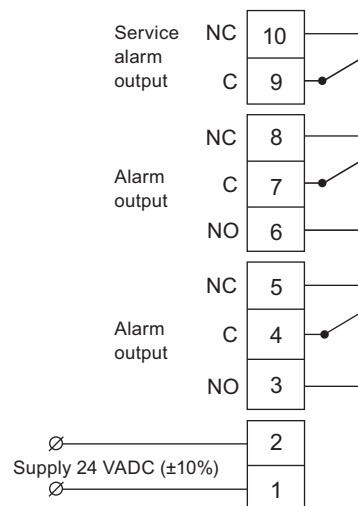 Service alarm output
NC 10
C 9
Alarm output
NC 8
C 7
NO 6
Alarm output
NC 5
C 4
NO 3
2
Supply 24 VADC (±10%)
1